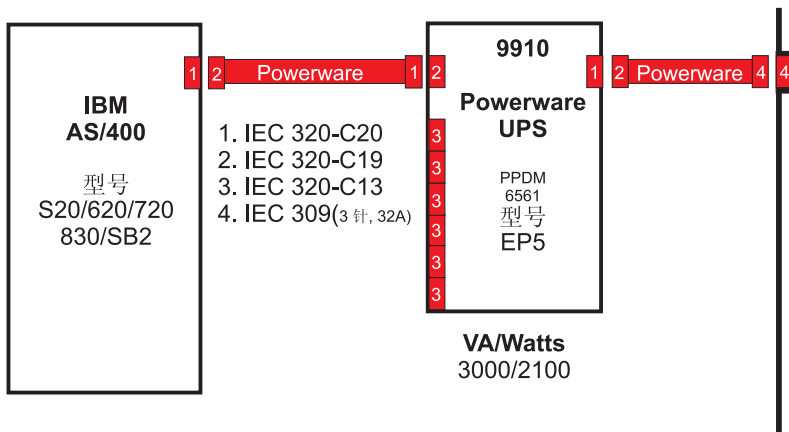 IBM
AS/400
型号
S20/620/720
830/SB2
1
2 Powerware 1
1. IEC 320-C20
2. IEC 320-C19
3. IEC 320-C13
4. IEC 309(3 针, 32A)
9910
2
1
Powerware
UPS
PPDM
6561
型号
EP5
3
3
3
3
3
3
VA/Watts
3000/2100
2 Powerware 4
4